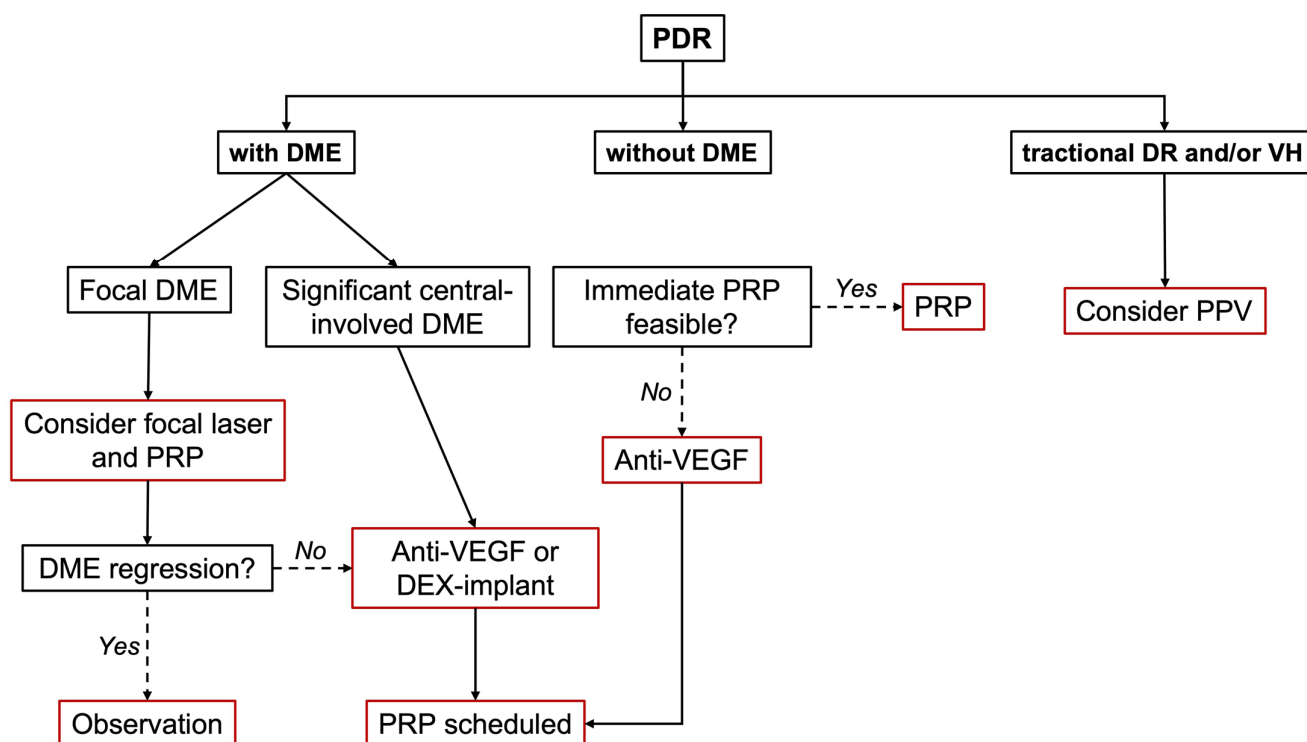 PDR
with DME
without DME
tractional DR and/or VH
Focal DME
Significant central-
involved DME
Immediate PRP
feasible?
Yes
PRP
Consider PPV
No
Consider focal laser
and PRP
Anti-VEGF
DME regression?
No
Anti-VEGF or
DEX-implant
Yes
Observation
PRP scheduled